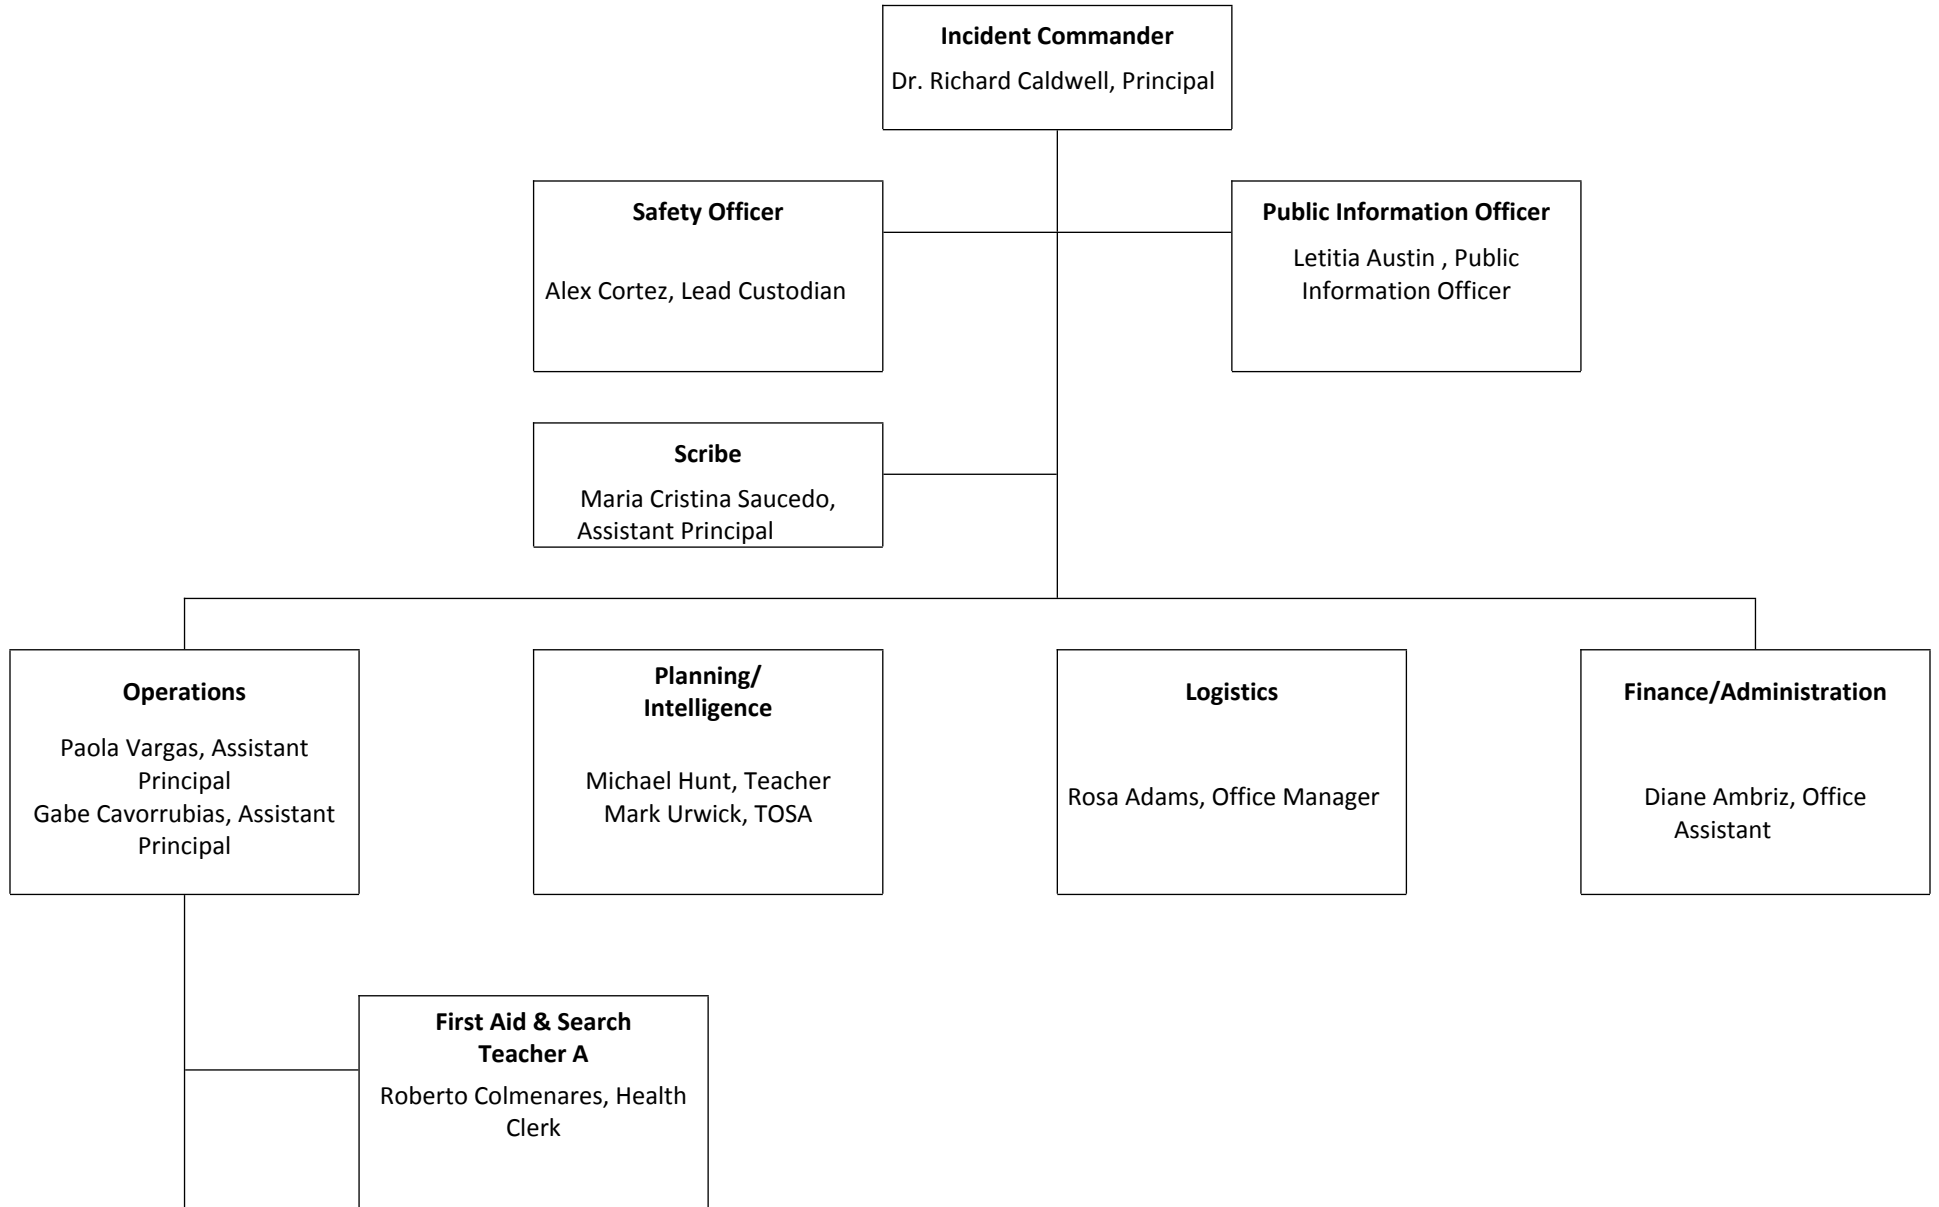 Incident Commander
Dr. Richard Caldwell, Principal
Safety Officer
Alex Cortez, Lead Custodian
Public Information Officer
Letitia Austin , Public
Information Officer
Scribe
Maria Cristina Saucedo,
Assistant Principal
Operations
Paola Vargas, Assistant
Principal
Gabe Cavorrubias, Assistant
Principal
Planning/
Intelligence
Michael Hunt, Teacher
Mark Urwick, TOSA
Logistics
Rosa Adams, Office Manager
Finance/Administration
Diane Ambriz, Office
Assistant
First Aid & Search
Teacher A
Roberto Colmenares, Health
Clerk